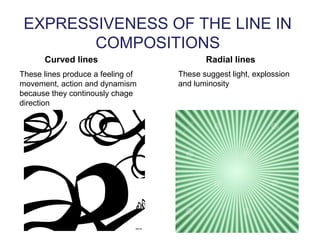 EXPRESSIVENESS OF THE LINE IN
COMPOSITIONS
Curved lines
These lines produce a feeling of
movement, action and dynamism
because they continously chage
direction
Radial lines
These suggest light, explossion
and luminosity